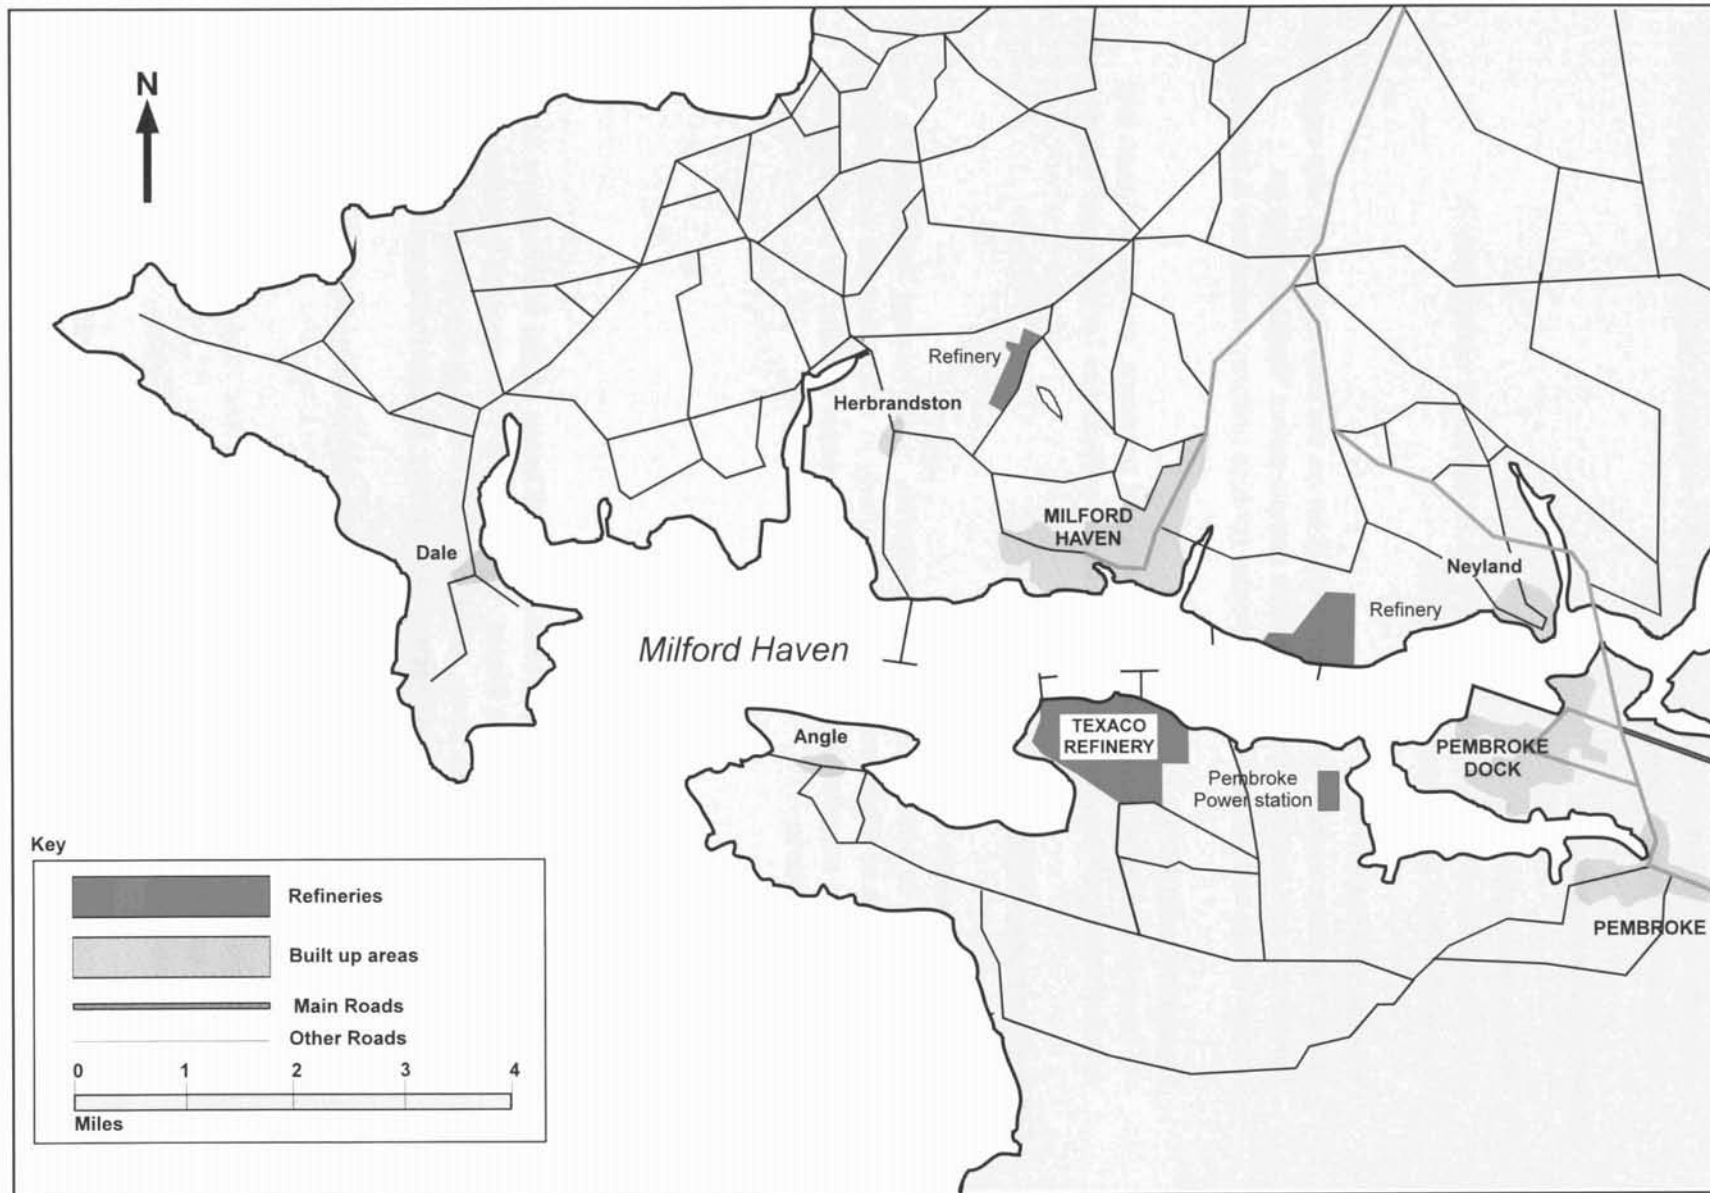 N
Refinery
Herbrandston
MILFORD
HAVEN
Dale
Neyland
Refinery
Milford Haven
Angle
TEXACO
REFINERY
PEMBROKE
DOCK
Pembroke
Power station
PEMBROKE
Key
Refineries
Built up areas
Main Roads
Other Roads
0 1 2 3 4
Miles